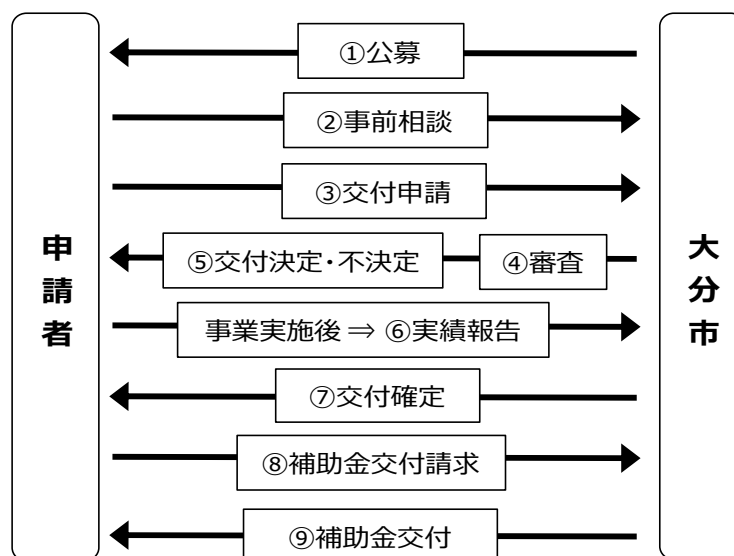 ①公募
②事前相談
③交付申請
⑤交付決定・不決定
④審査
事業実施後 ⇒ ⑥実績報告
⑦交付確定
⑧補助金交付請求
⑨補助金交付
申請者
大分市